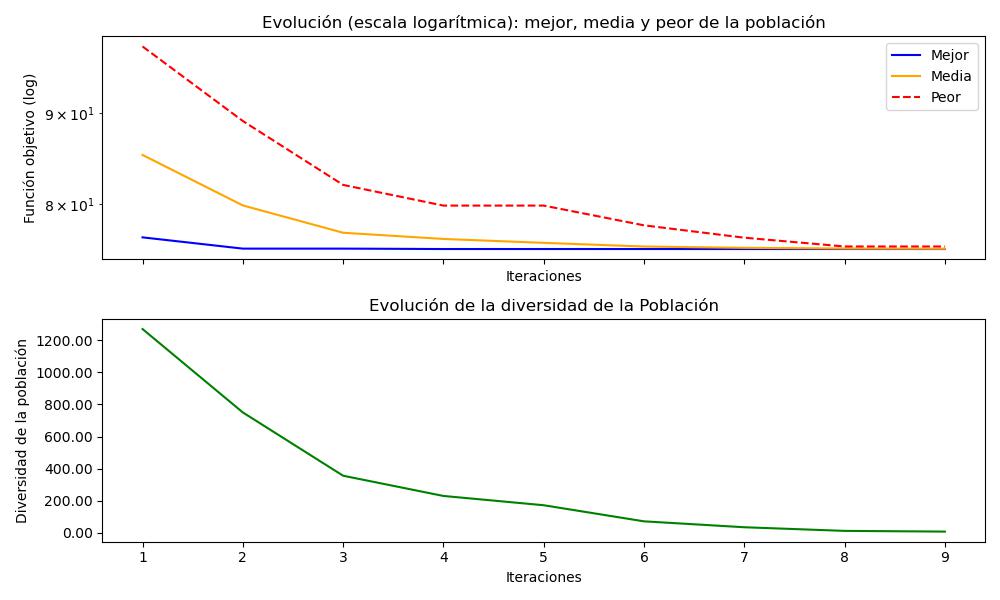 Evolución (escala logarítmica): mejor, media y peor de la población
Función objetivo (log)
9 × 10¹
8 × 10¹
Mejor
Media
Peor
Iteraciones
Evolución de la diversidad de la Población
Diversidad de la población
1200.00
1000.00
800.00
600.00
400.00
200.00
0.00
1 2 3 4 5 6 7 8 9
Iteraciones